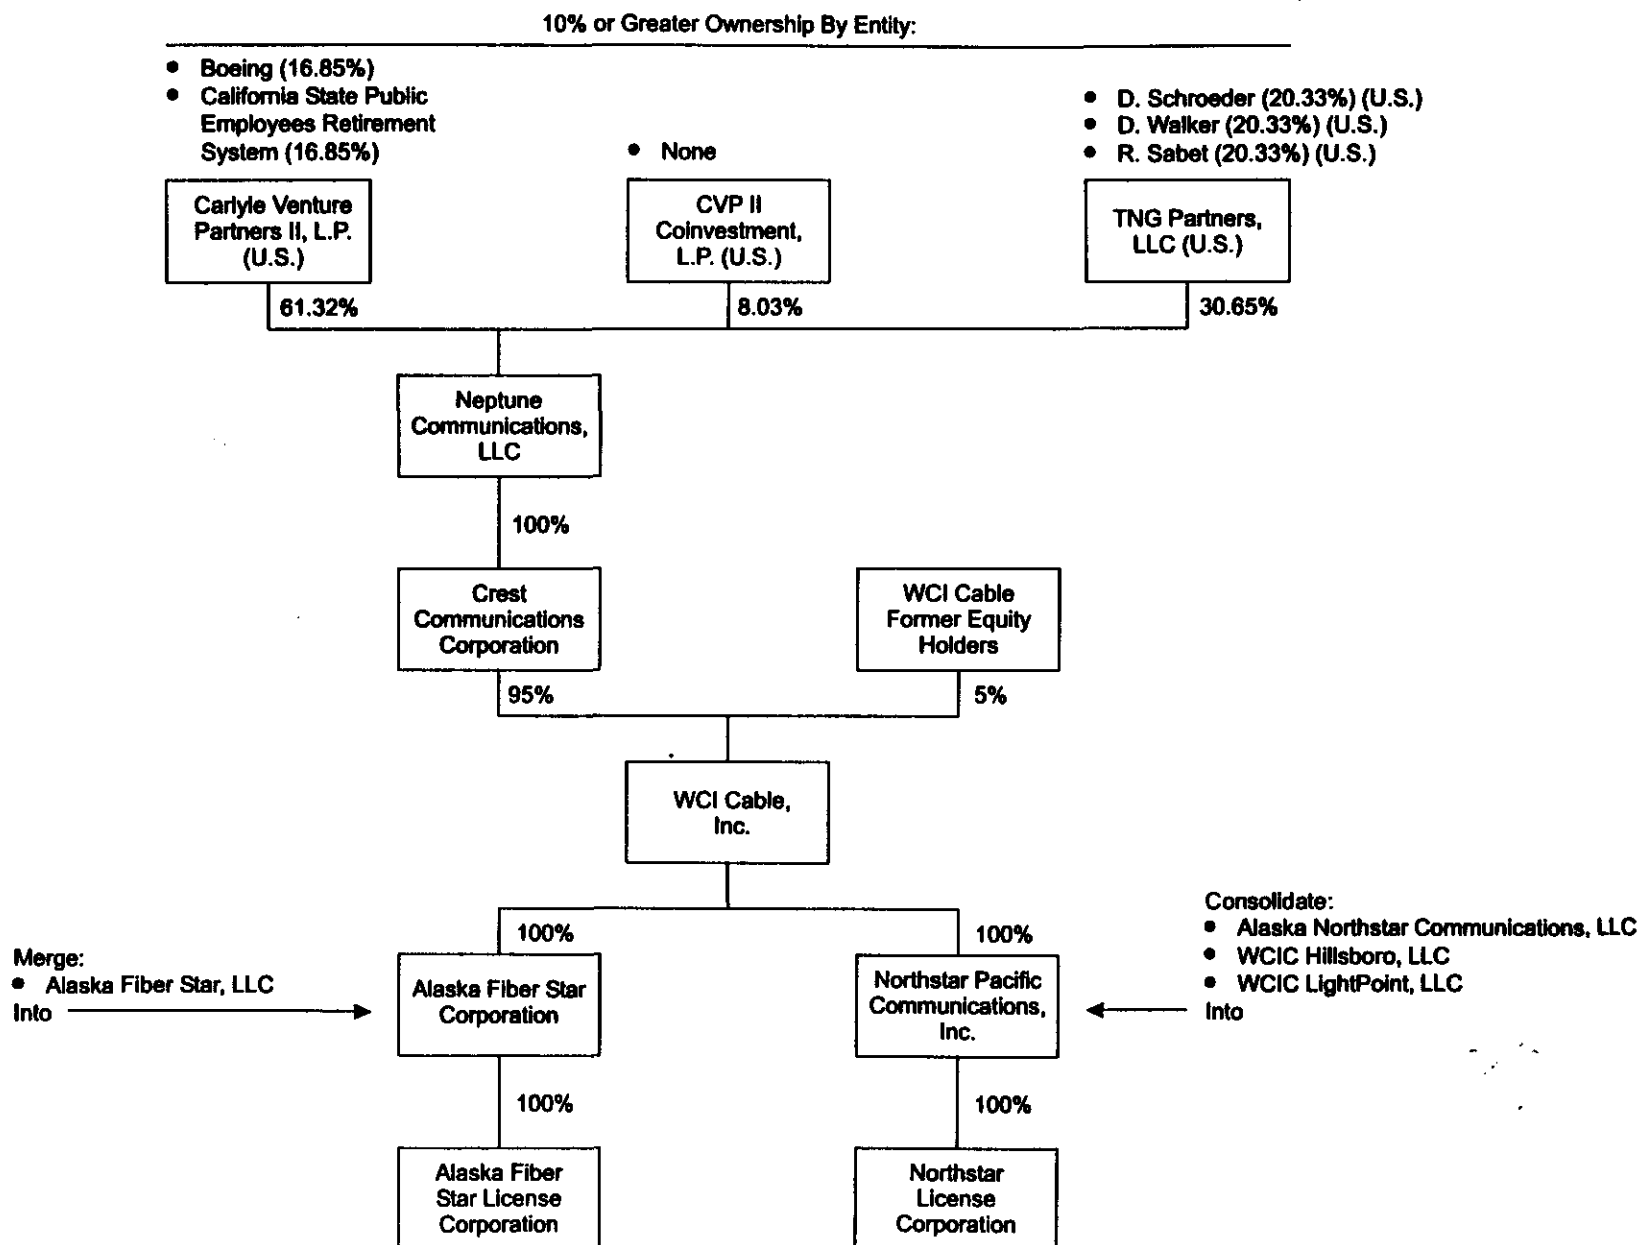 10% or Greater Ownership By Entity:
• Boeing (16.85%)
• California State Public
Employees Retirement
System (16.85%)
• None
• D. Schroeder (20.33%) (U.S.)
• D. Walker (20.33%) (U.S.)
• R. Sabet (20.33%) (U.S.)
Carlyle Venture
Partners II, L.P.
(U.S.)
CVP II
Coinvestment,
L.P. (U.S.)
TNG Partners,
LLC (U.S.)
61.32%
8.03%
30.65%
Neptune
Communications,
LLC
100%
Crest
Communications
Corporation
WCI Cable
Former Equity
Holders
95%
5%
WCI Cable,
Inc.
100%
100%
Merge:
• Alaska Fiber Star, LLC
Into
Alaska Fiber Star
Corporation
Northstar Pacific
Communications,
Inc.
Consolidate:
• Alaska Northstar Communications, LLC
• WCIC Hillsboro, LLC
• WCIC LightPoint, LLC
Into
100%
100%
Alaska Fiber
Star License
Corporation
Northstar
License
Corporation